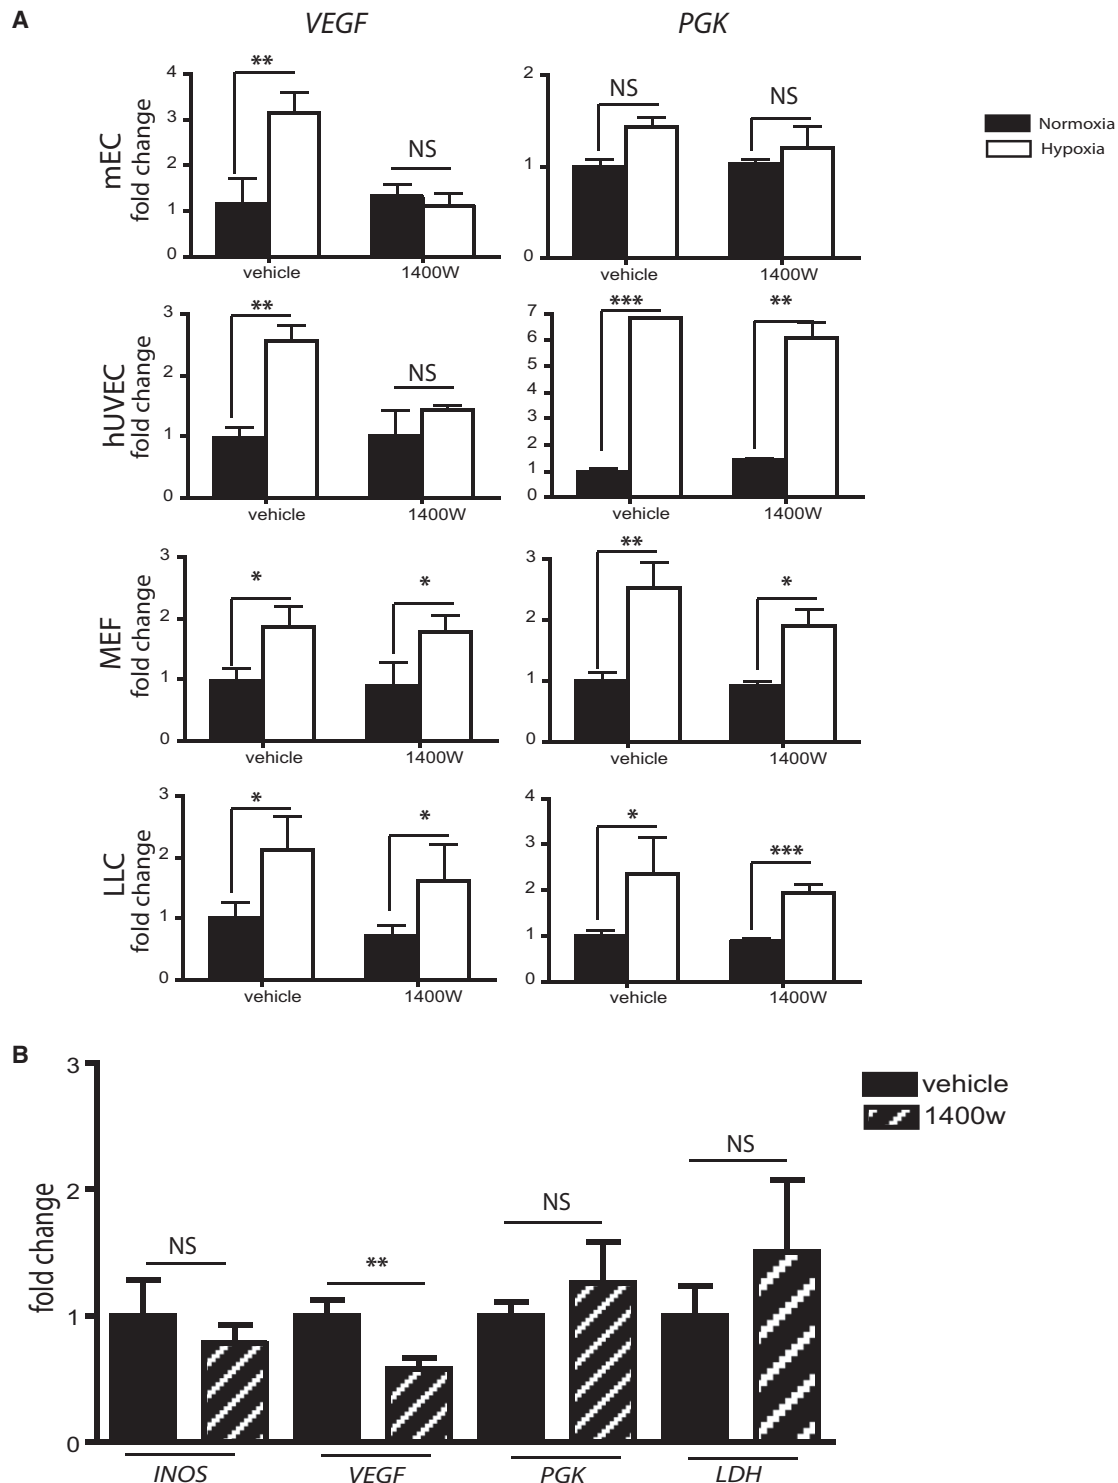 A
VEGF PGK
Normoxia
Hypoxia
mEC
fold change
4
3
2
1
0
**
NS
vehicle 1400W
2
1
0
NS
NS
vehicle 1400W
hUVEC
fold change
3
2
1
0
**
NS
vehicle 1400W
7
6
5
4
7
2
1
0
***
**
vehicle 1400W
MEF
fold change
3
2
1
0
*
*
vehicle 1400W
3
2
1
0
**
*
vehicle 1400W
LLC
fold change
3
2
1
0
*
*
vehicle 1400W
4
3
2
1
0
*
***
vehicle 1400W
B
fold change
3
2
1
0
NS
**
NS
NS
INOS VEGF PGK LDH
vehicle
1400w